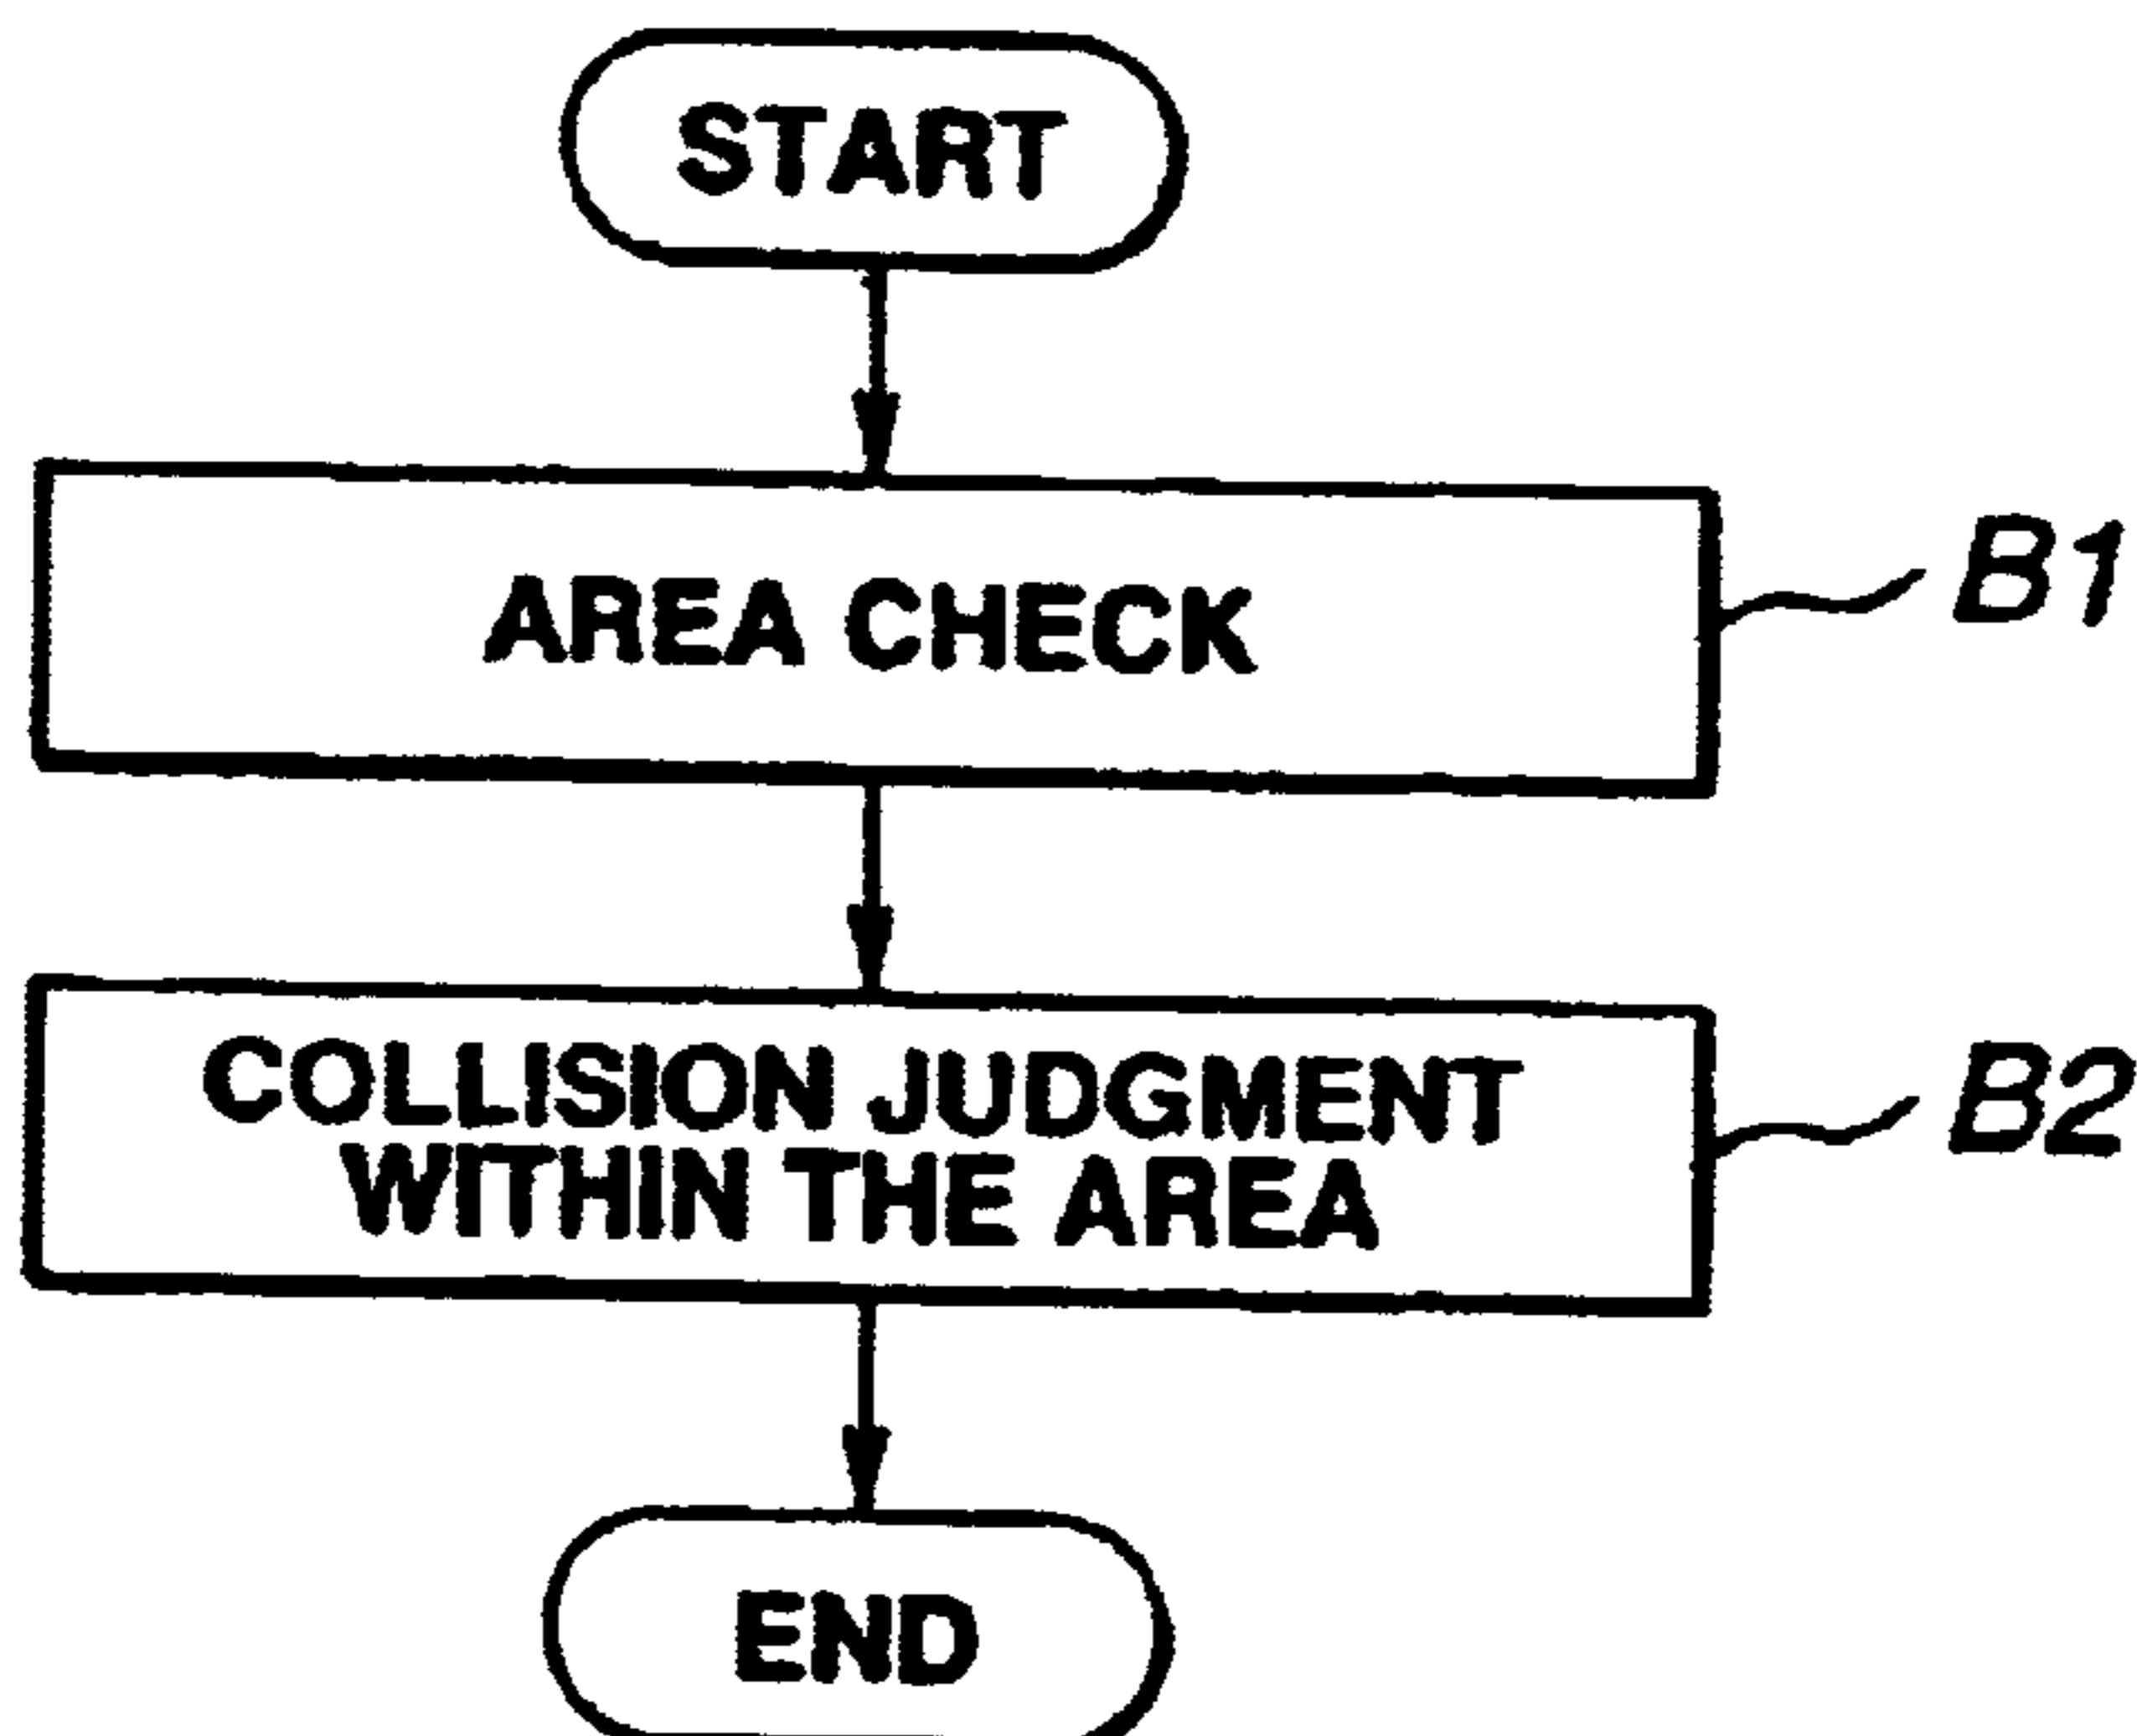 START
AREA CHECK
B1
COLLISION JUDGMENT
WITHIN THE AREA
B2
END